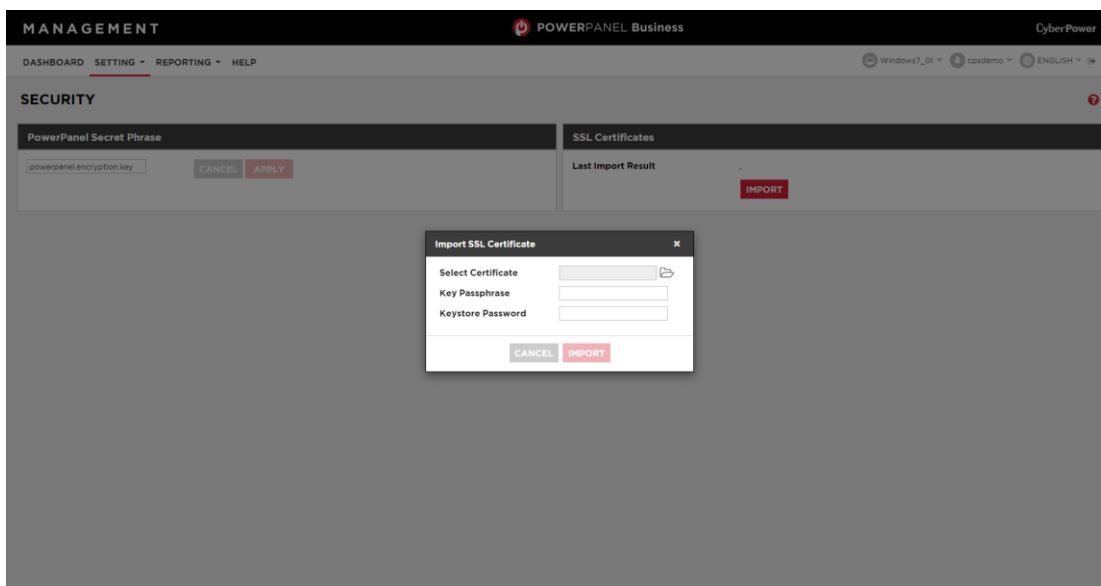 MANAGEMENT POWERPANEL Business CyberPower
DASHBOARD SETTING REPORTING HELP Windows7_01 cpsdemo ENGLISH
SECURITY ?
PowerPanel Secret Phrase SSL Certificates
powerpanel.encryption.key CANCEL APPLY Last Import Result -
IMPORT
Import SSL Certificate
Select Certificate
Key Passphrase
Keystore Password
CANCEL IMPORT